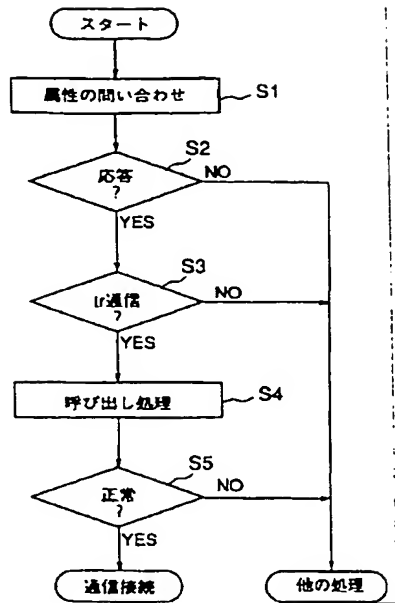 スタート
属性の問い合わせ
S1
応答
?
S2
NO
YES
Ir通信
?
S3
NO
YES
呼び出し処理
S4
正常
?
S5
NO
YES
通信接続
他の処理